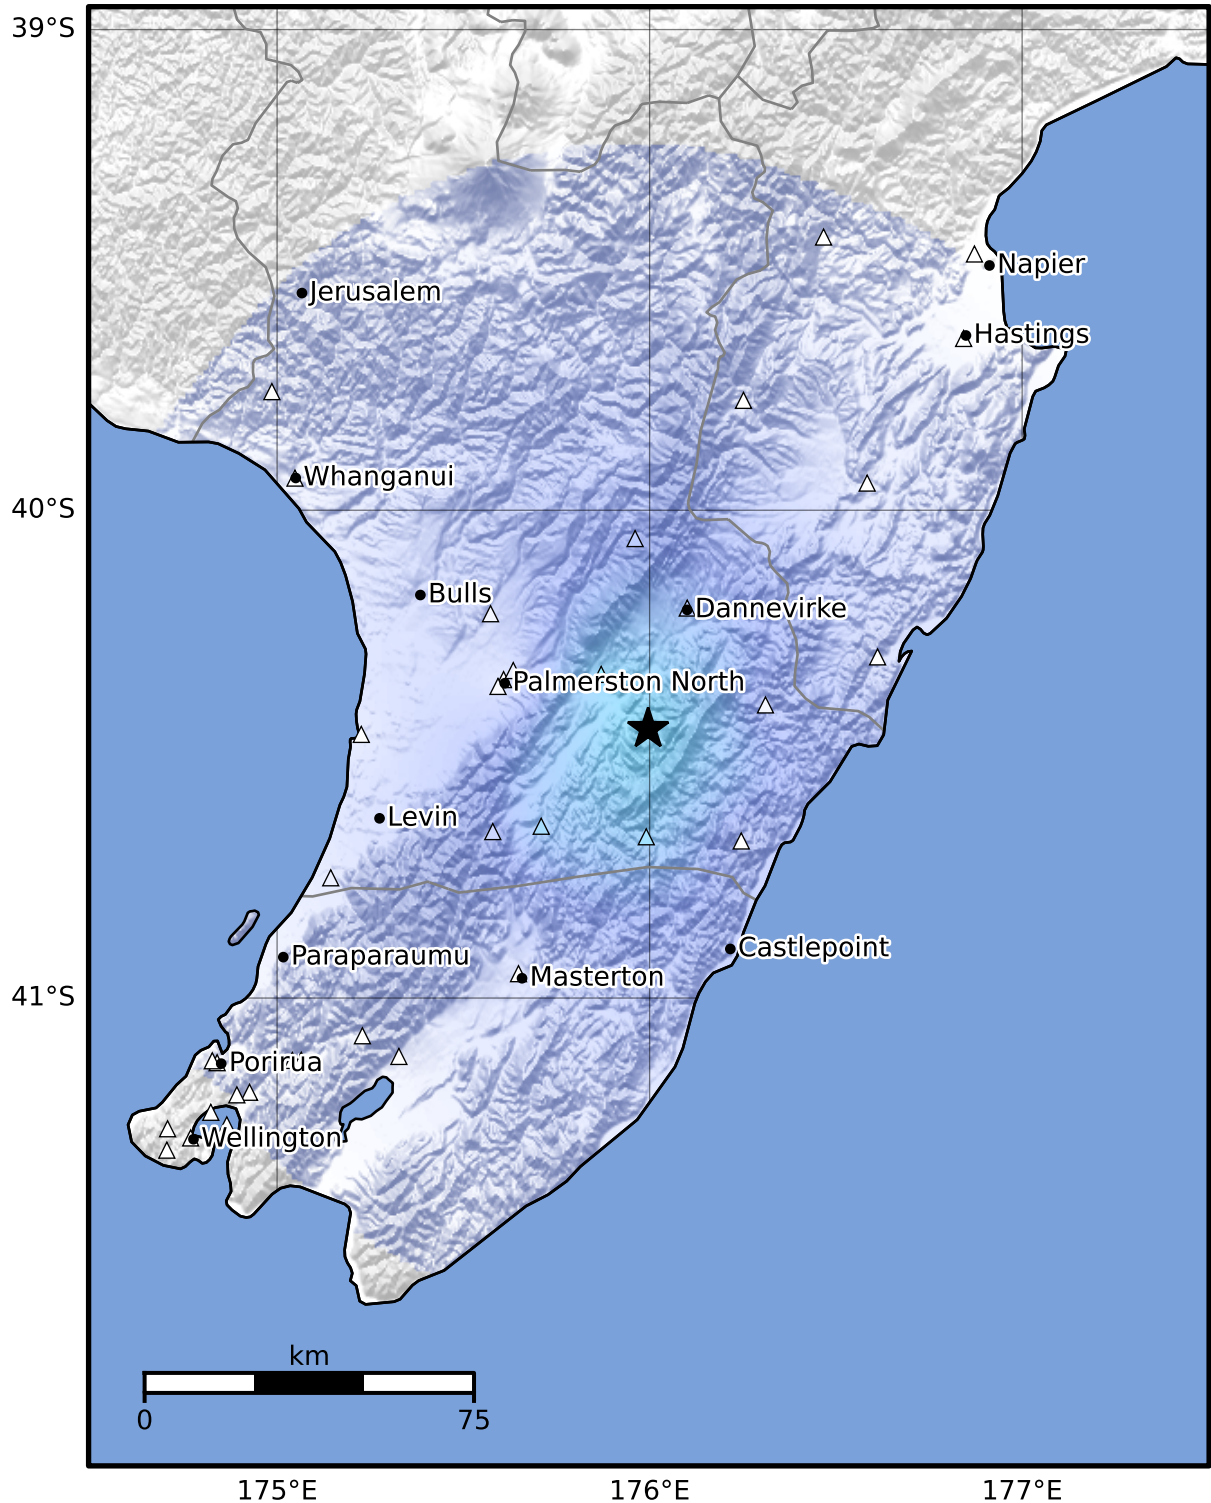 39°S
Napier
Jerusalem
Hastings
Whanganui
40°S
Bulls
Dannevirke
Palmerston North
Levin
Castlepoint
Paraparaumu
Masterton
41°S
Porirua
Wellington
km
0 75
175°E 176°E 177°E